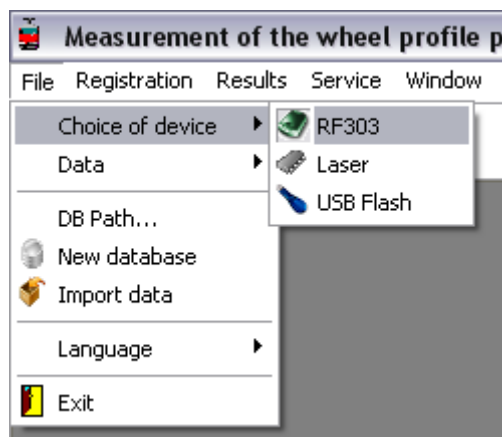 Measurement of the wheel profile p
File Registration Results Service Window
Choice of device
RF303
Data
Laser
USB Flash
DB Path...
New database
Import data
Language
Exit